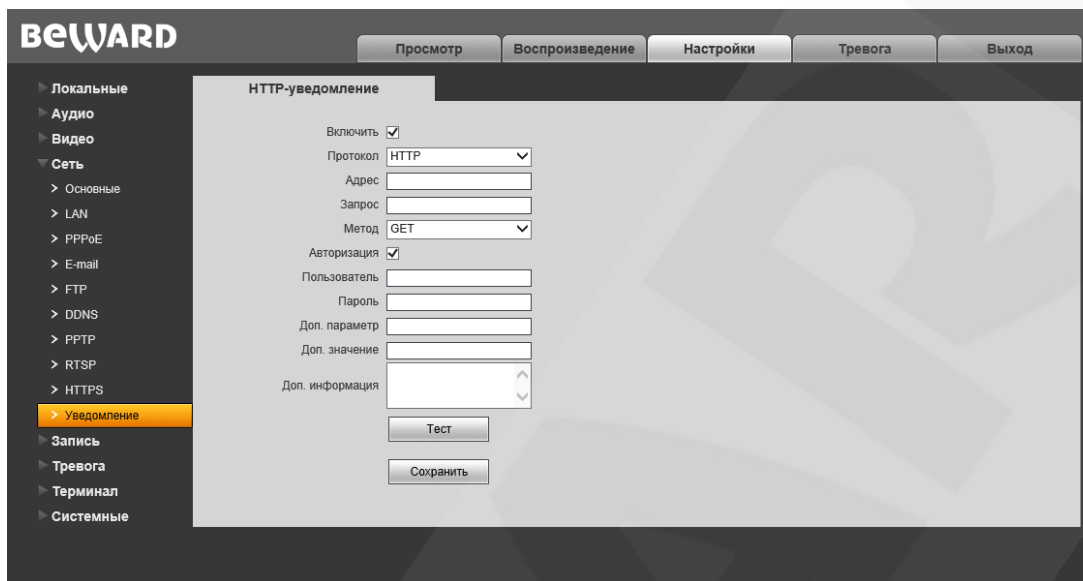 BEWARD
Просмотр Воспроизведение Настройки Тревога Выход
Локальные
Аудио
Видео
Сеть
> Основные
> LAN
> PPPoE
> E-mail
> FTP
> DDNS
> PPTP
> RTSP
> HTTPS
> Уведомление
Запись
Тревога
Терминал
Системные
HTTP-уведомление
Включить
Протокол HTTP
Адрес
Запрос
Метод GET
Авторизация
Пользователь
Пароль
Доп. параметр
Доп. значение
Доп. информация
Тест
Сохранить